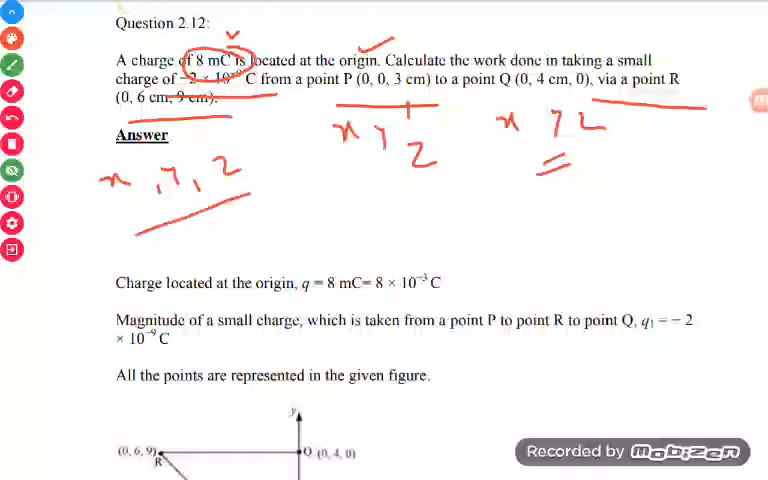 Question 2.12:
A charge of 8 mC is located at the origin. Calculate the work done in taking a small
charge of −2 × 10⁻⁹ C from a point P (0, 0, 3 cm) to a point Q (0, 4 cm, 0), via a point R
(0, 6 cm, 9 cm).
Answer
x y z
x y z
x , y , z
Charge located at the origin, q = 8 mC= 8 × 10⁻³ C
Magnitude of a small charge, which is taken from a point P to point R to point Q, q₁ = − 2
× 10⁻⁹ C
All the points are represented in the given figure.
y
(0, 6, 9)
R
Q (0, 4, 0)
Recorded by mobizen